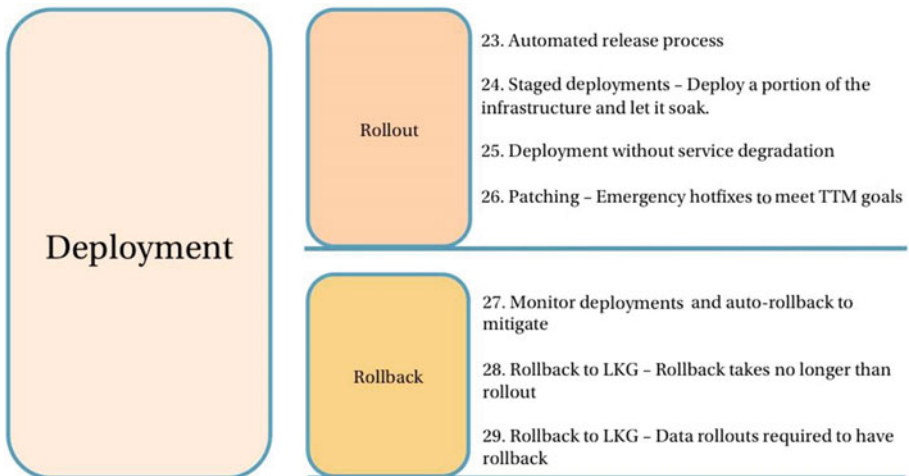 Deployment
Rollout
23. Automated release process
24. Staged deployments – Deploy a portion of the
infrastructure and let it soak.
25. Deployment without service degradation
26. Patching – Emergency hotfixes to meet TTM goals
Rollback
27. Monitor deployments and auto-rollback to
mitigate
28. Rollback to LKG – Rollback takes no longer than
rollout
29. Rollback to LKG – Data rollouts required to have
rollback